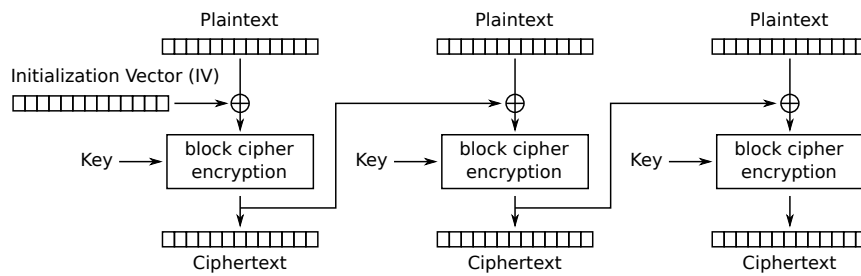 Plaintext
Plaintext
Plaintext
Initialization Vector (IV)
Key
block cipher
encryption
Key
block cipher
encryption
Key
block cipher
encryption
Ciphertext
Ciphertext
Ciphertext